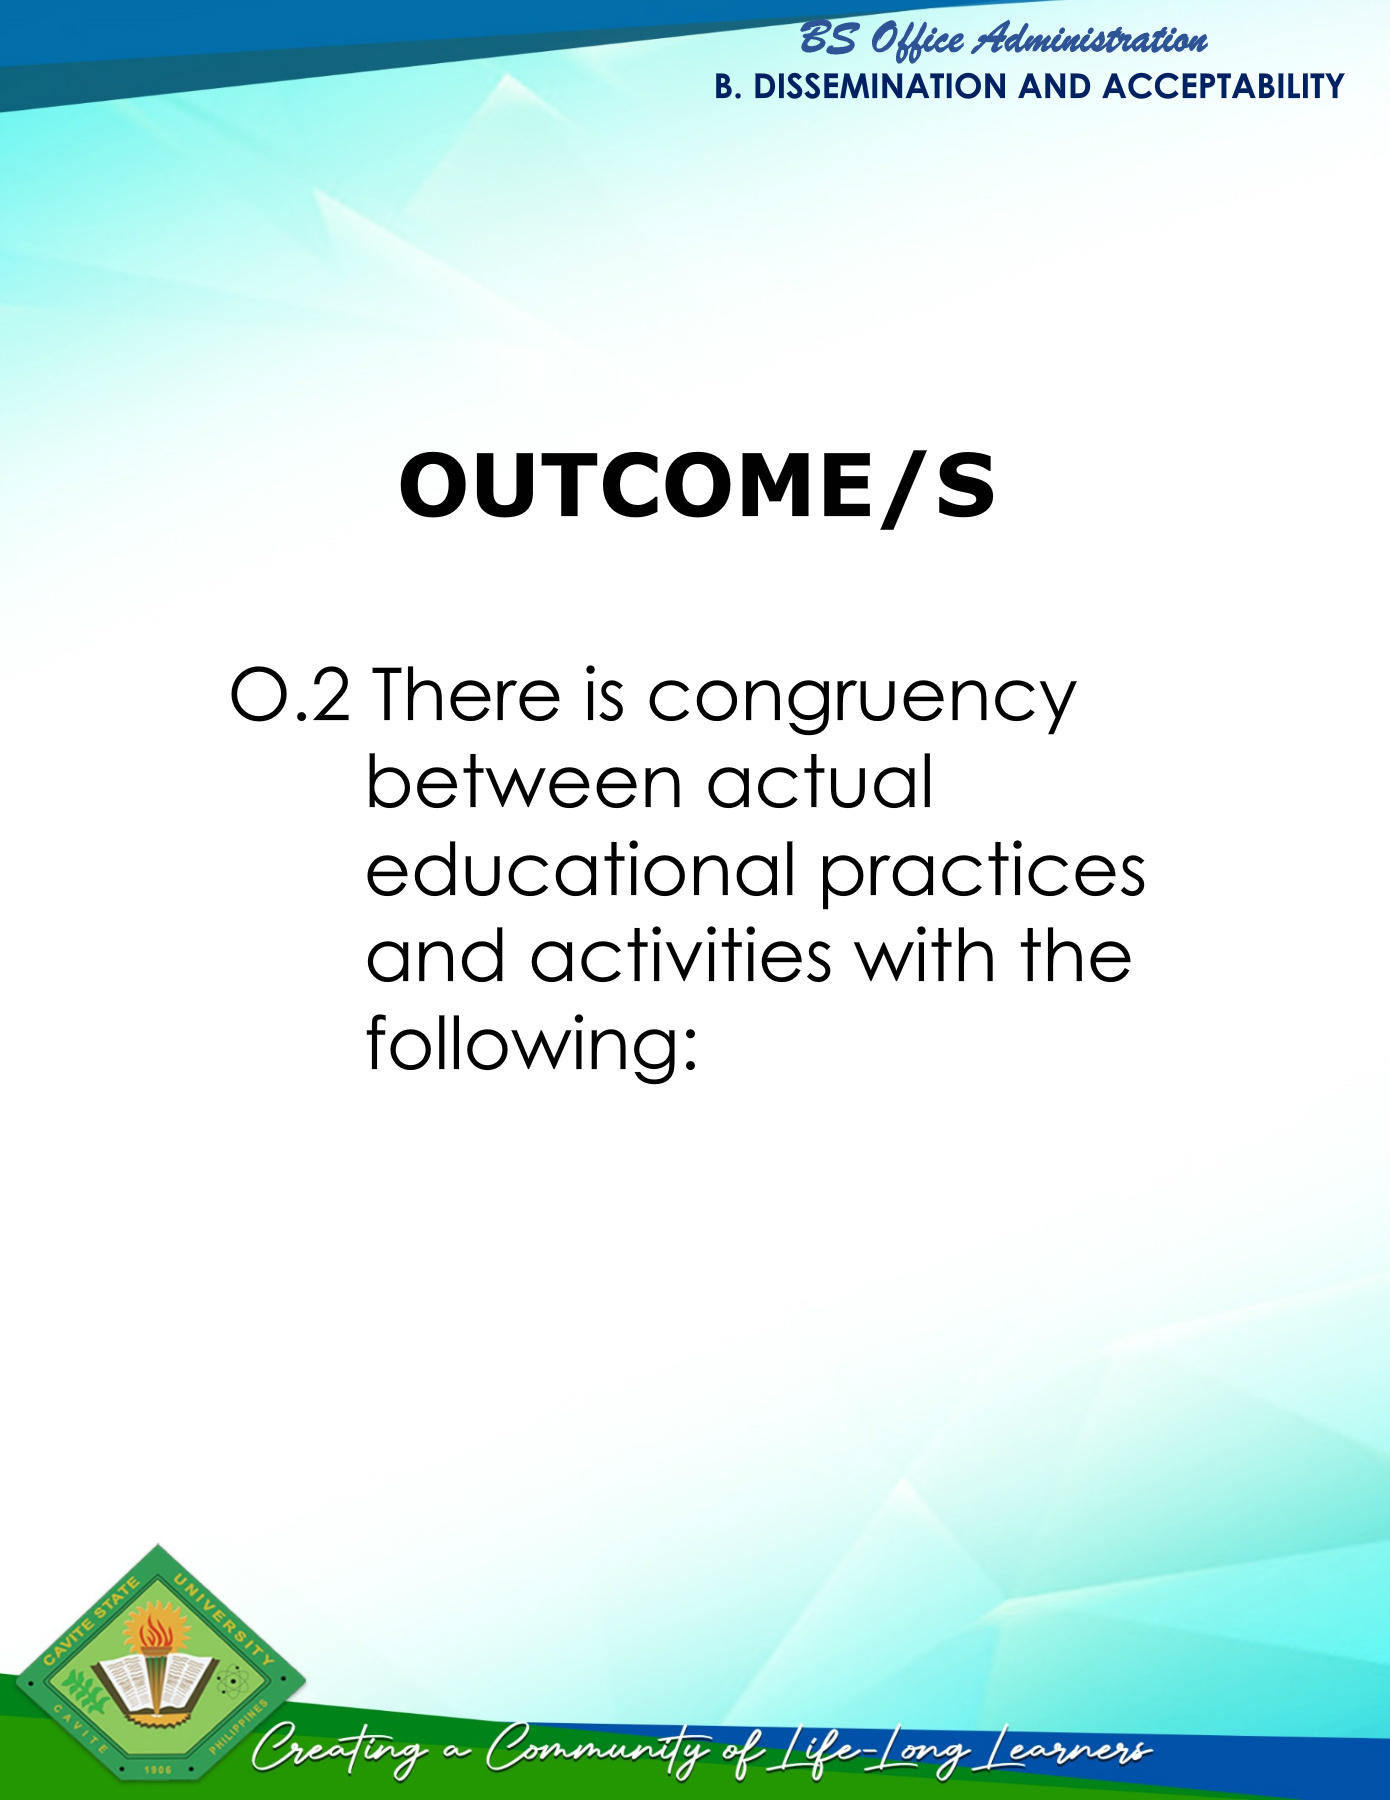 BS Office Administration
B. DISSEMINATION AND ACCEPTABILITY
OUTCOME/S
O.2 There is congruency
between actual
educational practices
and activities with the
following:
CAVITE STATE UNIVERSITY
CAVITE PHILIPPINES
1906
Creating a Community of Life-Long Learners